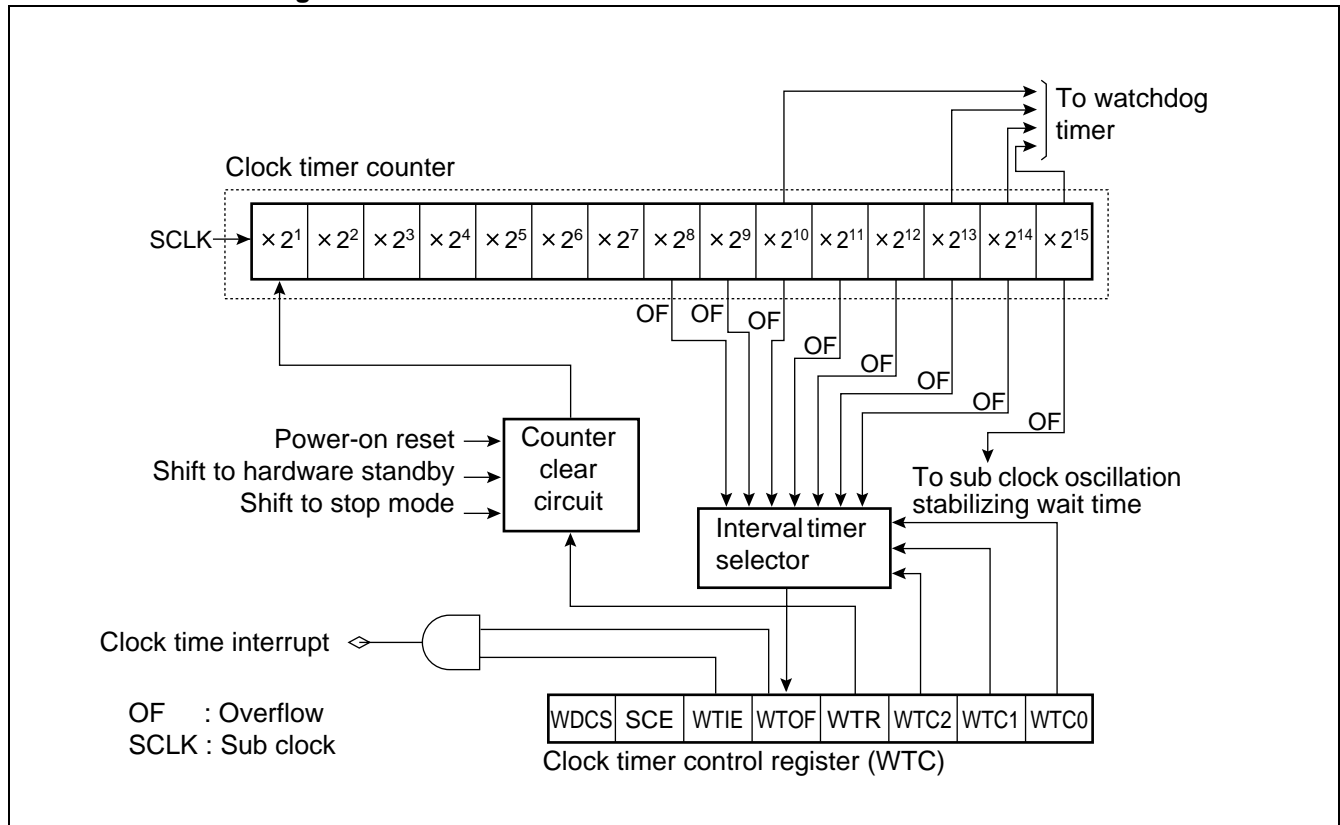 To watchdog
timer
Clock timer counter
SCLK
× 2¹ × 2² × 2³ × 2⁴ × 2⁵ × 2⁶ × 2⁷ × 2⁸ × 2⁹ × 2¹⁰ × 2¹¹ × 2¹² × 2¹³ × 2¹⁴ × 2¹⁵
OF OF OF
OF
OF
OF
OF
OF
Power-on reset
Shift to hardware standby
Shift to stop mode
Counter
clear
circuit
To sub clock oscillation
stabilizing wait time
Interval timer
selector
Clock time interrupt
OF : Overflow
SCLK : Sub clock
WDCS SCE WTIE WTOF WTR WTC2 WTC1 WTC0
Clock timer control register (WTC)